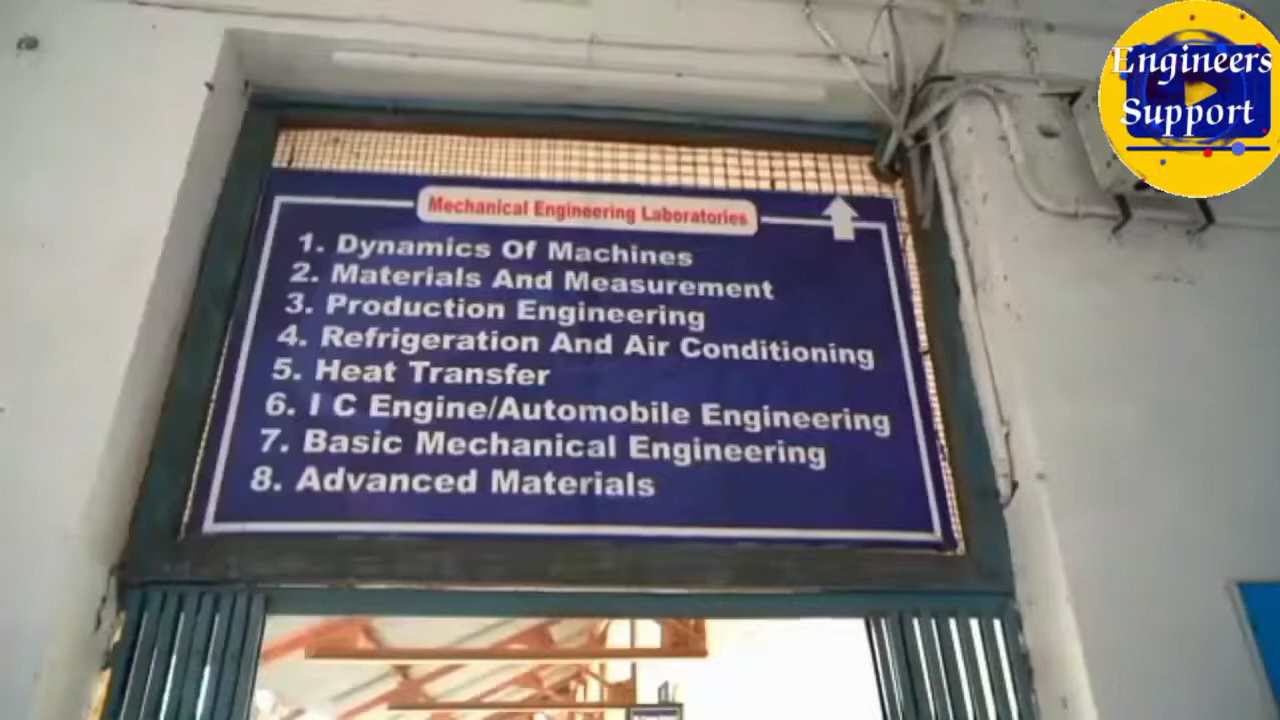 Engineers
Support
Mechanical Engineering Laboratories
1. Dynamics Of Machines
2. Materials And Measurement
3. Production Engineering
4. Refrigeration And Air Conditioning
5. Heat Transfer
6. I C Engine/Automobile Engineering
7. Basic Mechanical Engineering
8. Advanced Materials